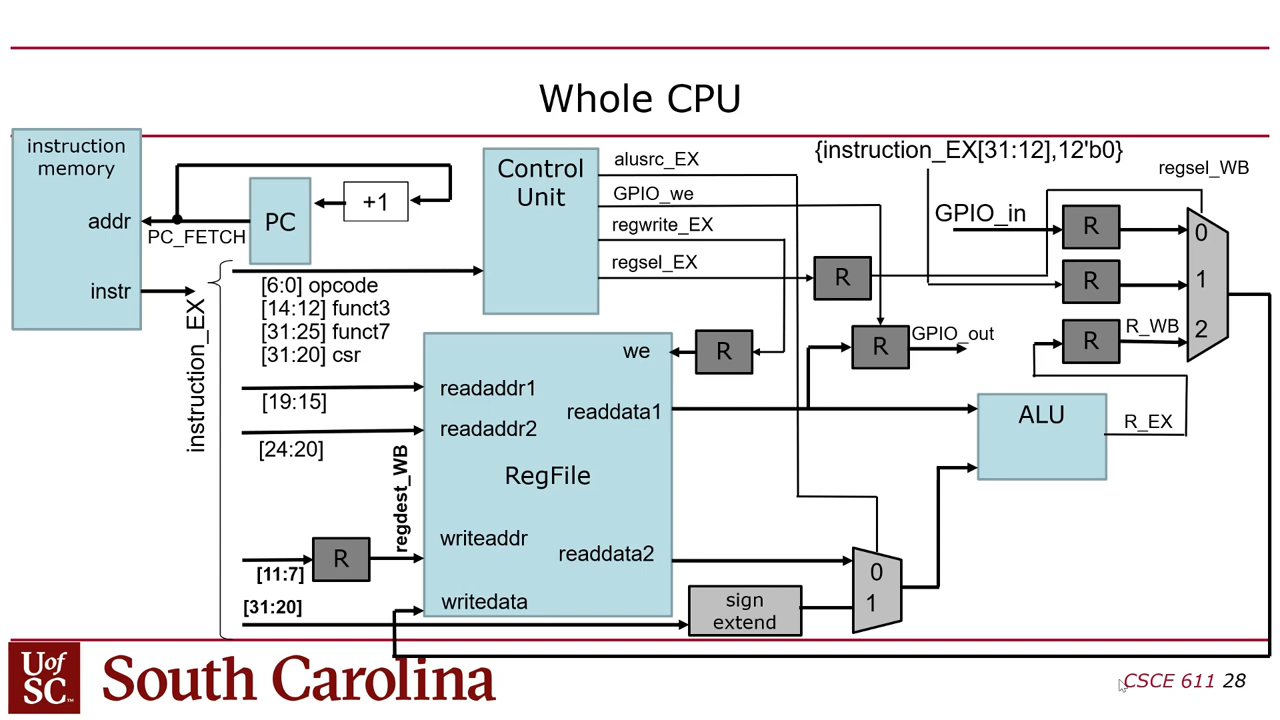 Whole CPU
instruction
memory
addr
instr
PC_FETCH
PC
+1
instruction_EX
[6:0] opcode
[14:12] funct3
[31:25] funct7
[31:20] csr
[19:15]
[24:20]
R
[11:7]
[31:20]
regdest_WB
Control
Unit
alusrc_EX
GPIO_we
regwrite_EX
regsel_EX
R
R
we
readaddr1
readdata1
readaddr2
RegFile
writeaddr
readdata2
writedata
sign
extend
0
1
R
GPIO_out
ALU
R_EX
{instruction_EX[31:12],12'b0}
regsel_WB
GPIO_in
R
R
R
R_WB
0
1
2
U of
SC™
South Carolina
CSCE 611 28